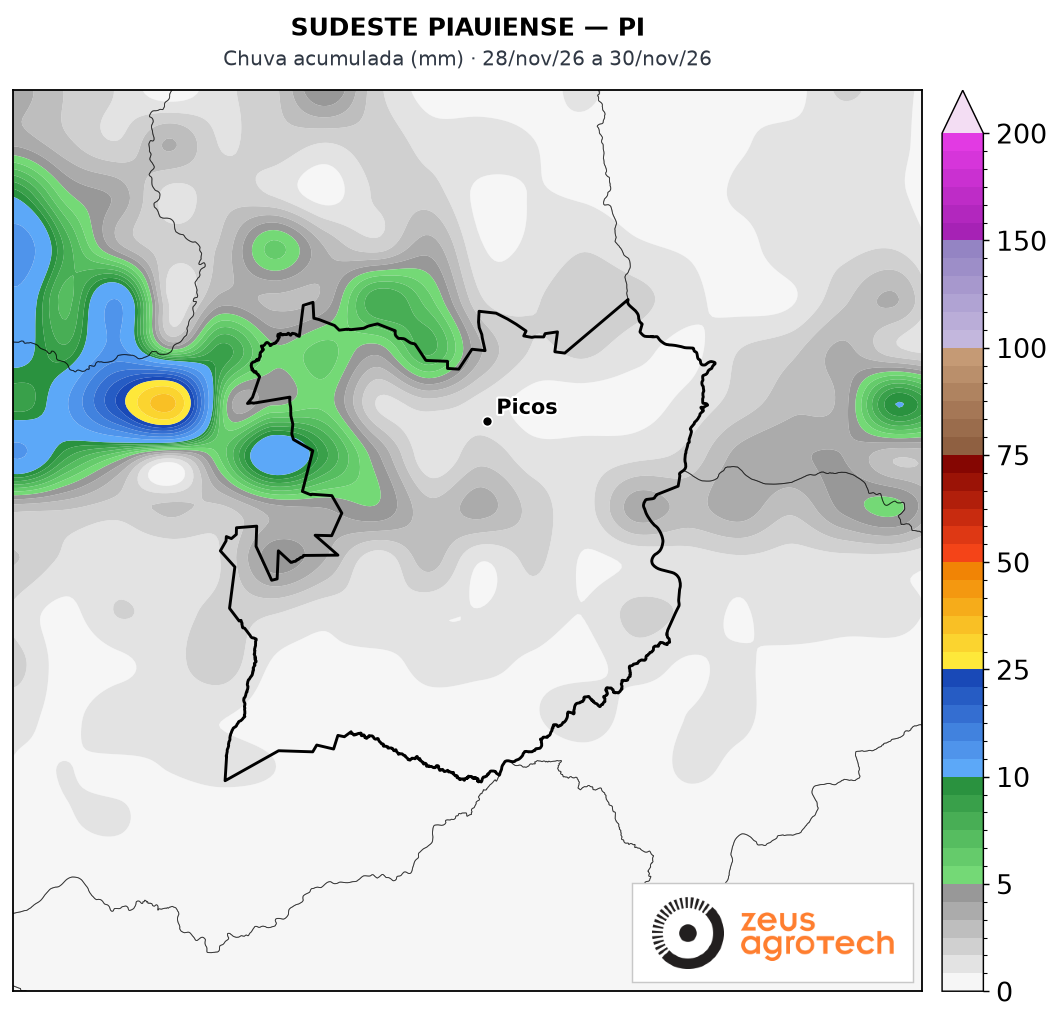 SUDESTE PIAUIENSE — PI
Chuva acumulada (mm) · 28/nov/26 a 30/nov/26
Picos
200
150
100
75
50
25
10
5
0
zeus
agrotech